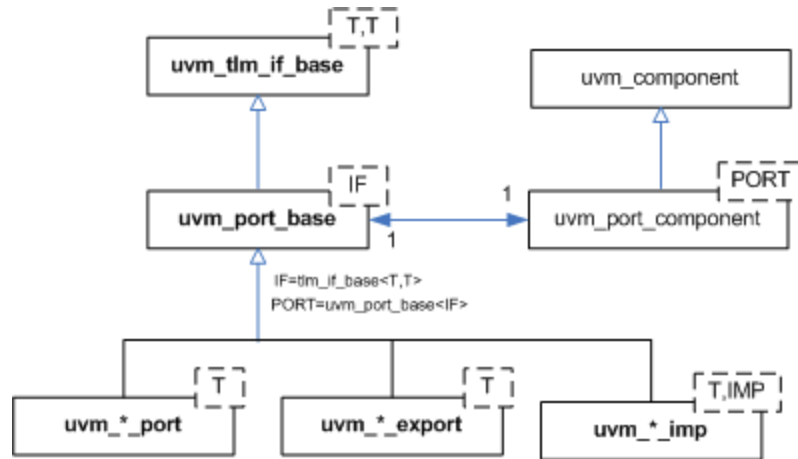 T,T
uvm_tlm_if_base
uvm_component
IF
PORT
uvm_port_base
1
1
uvm_port_component
IF=tlm_if_base<T,T>
PORT=uvm_port_base<IF>
T
T
T,IMP
uvm_*_port
uvm_*_export
uvm_*_imp